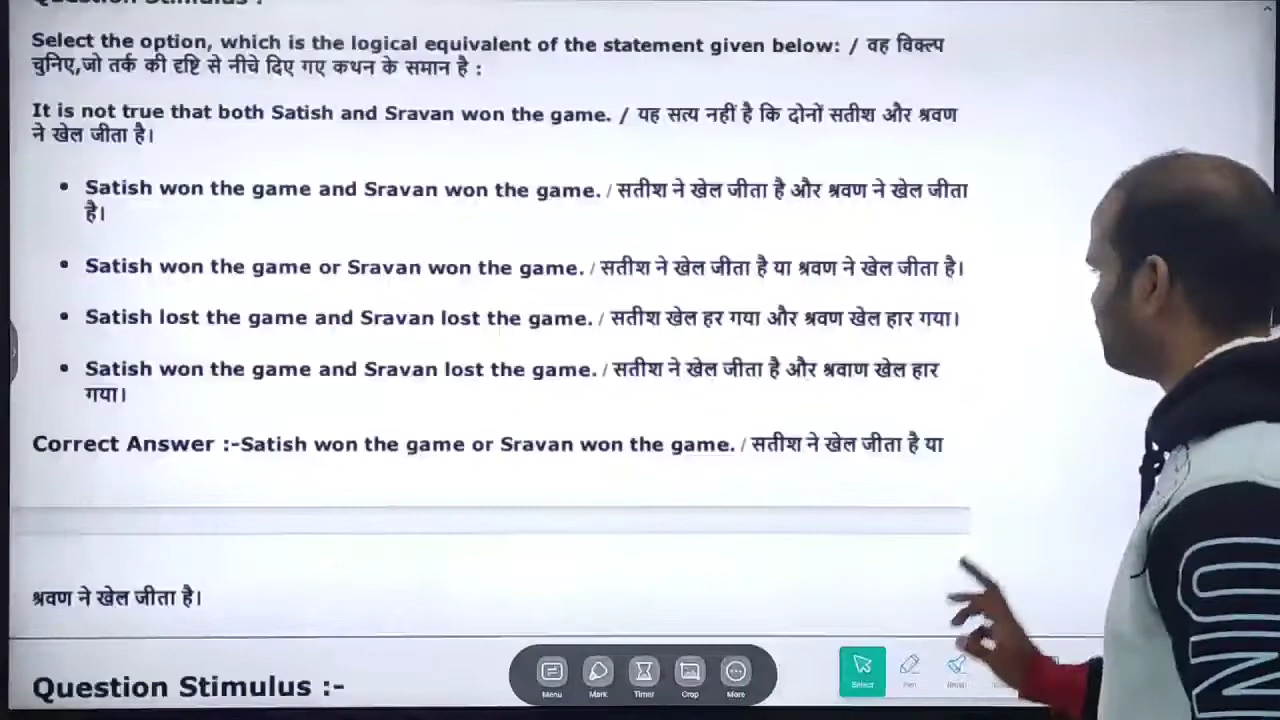 Question Stimulus :
Select the option, which is the logical equivalent of the statement given below: / वह विक्ल्प
चुनिए,जो तर्क की दृष्टि से नीचे दिए गए कथन के समान है :
It is not true that both Satish and Sravan won the game. / यह सत्य नहीं है कि दोनों सतीश और श्रवण
ने खेल जीता है।
• Satish won the game and Sravan won the game. / सतीश ने खेल जीता है और श्रवण ने खेल जीता
है।
• Satish won the game or Sravan won the game. / सतीश ने खेल जीता है या श्रवण ने खेल जीता है।
• Satish lost the game and Sravan lost the game. / सतीश खेल हर गया और श्रवण खेल हार गया।
• Satish won the game and Sravan lost the game. / सतीश ने खेल जीता है और श्रवाण खेल हार
गया।
Correct Answer :-Satish won the game or Sravan won the game. / सतीश ने खेल जीता है या
श्रवण ने खेल जीता है।
Question Stimulus :-
Menu Mark Timer Crop More
Select Pen
UN